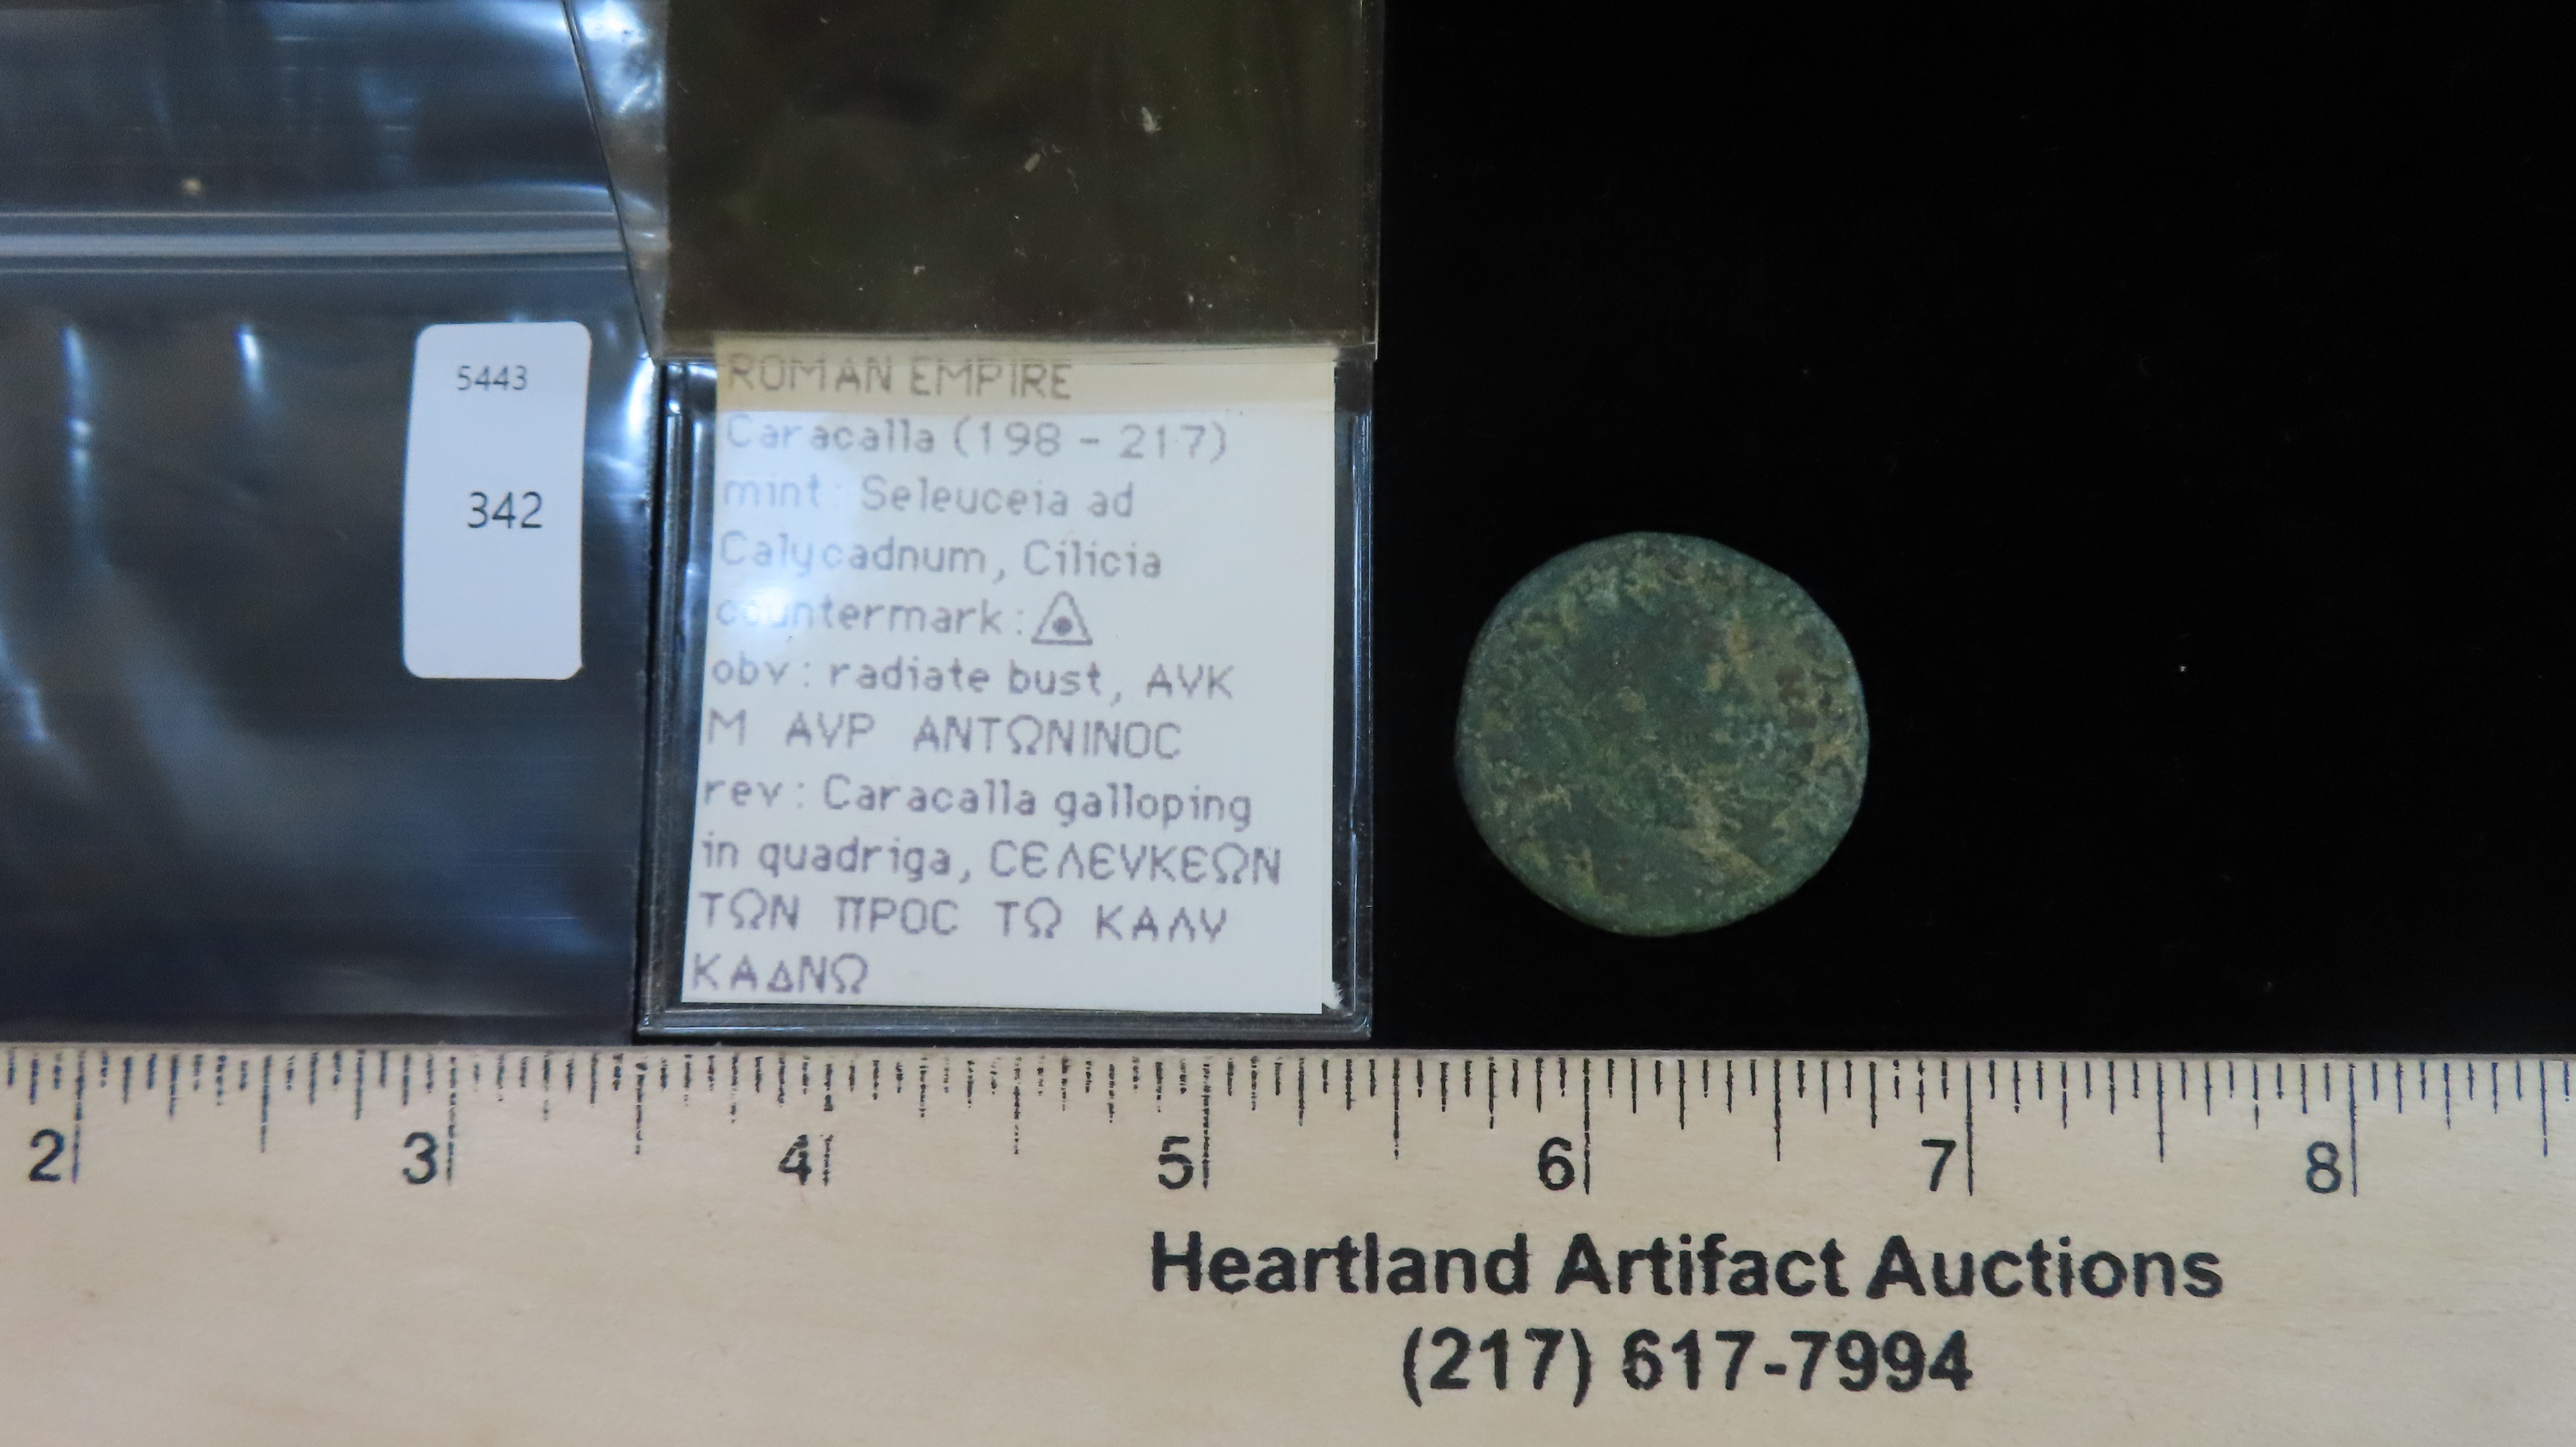 5443
342
ROMAN EMPIRE
Caracalla (198 - 217)
mint: Seleuceia ad
Calycadnum, Cilicia
countermark:
obv: radiate bust, AVK
M AVP ANTΩNINOC
rev: Caracalla galloping
in quadriga, CЄΛЄVKЄΩN
TΩN ΠPOC TΩ KAΛV
KAΔNΩ
2 3 4 5 6 7 8
Heartland Artifact Auctions
(217) 617-7994